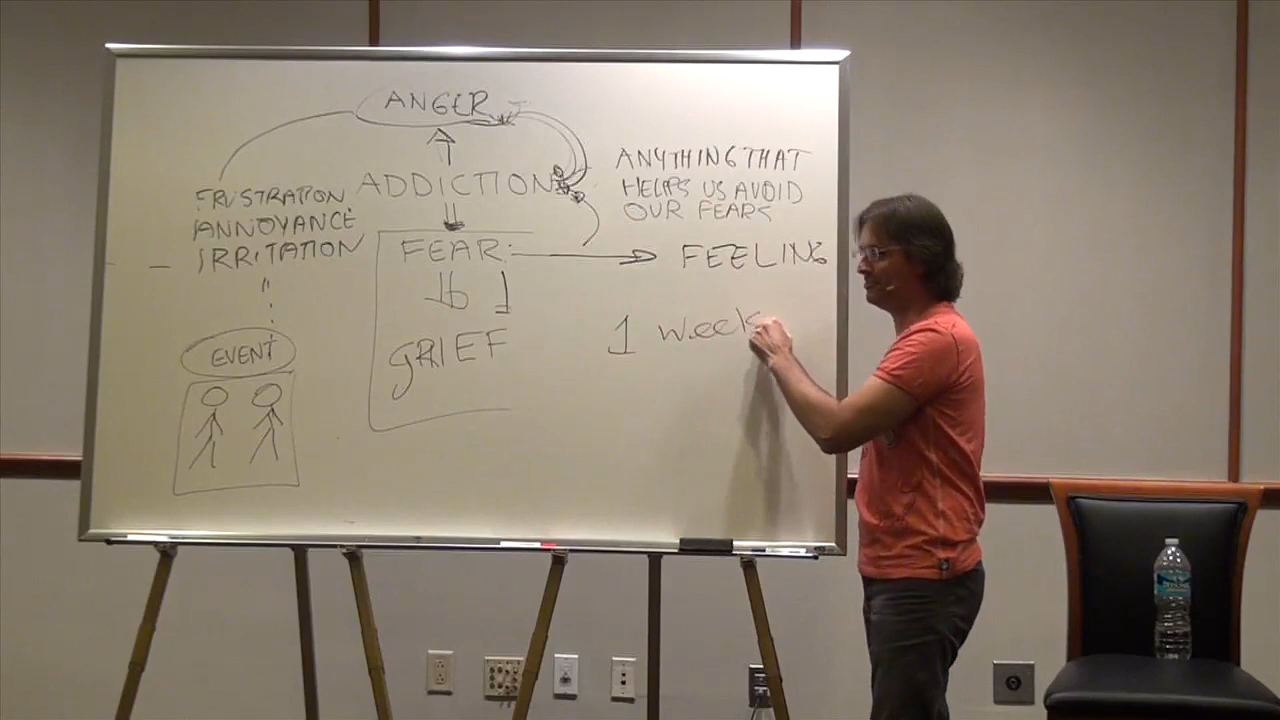 ANGER
ADDICTION
FRUSTRATION
ANNOYANCE
IRRITATION
"
FEAR:
GRIEF
EVENT
ANYTHING THAT
HELPS US AVOID
OUR FEARS
FEELING
1 week